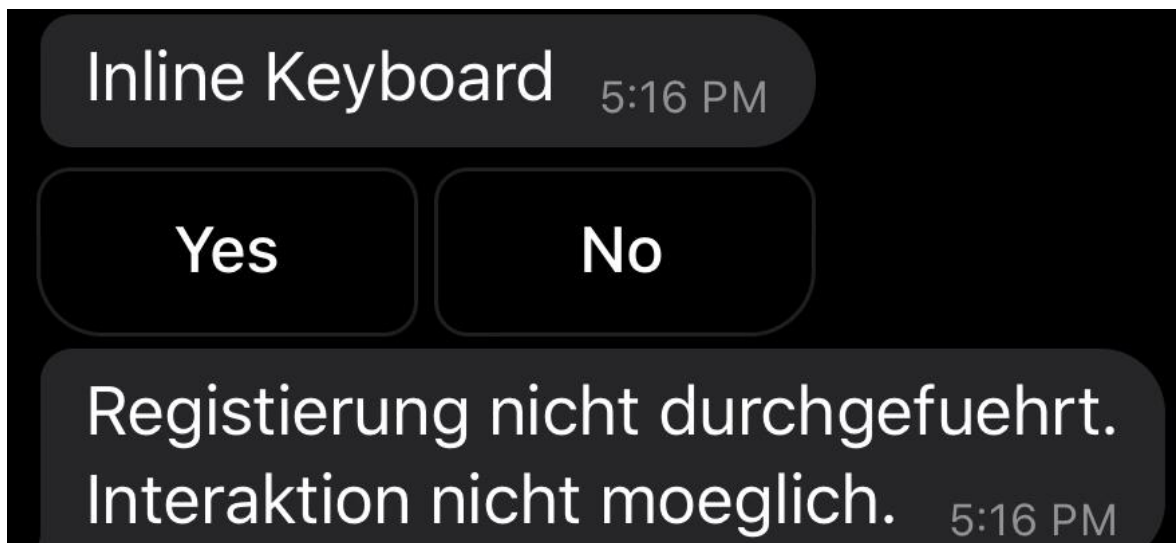 Inline Keyboard 5:16 PM
Yes No
Registierung nicht durchgefuehrt.
Interaktion nicht moeglich. 5:16 PM